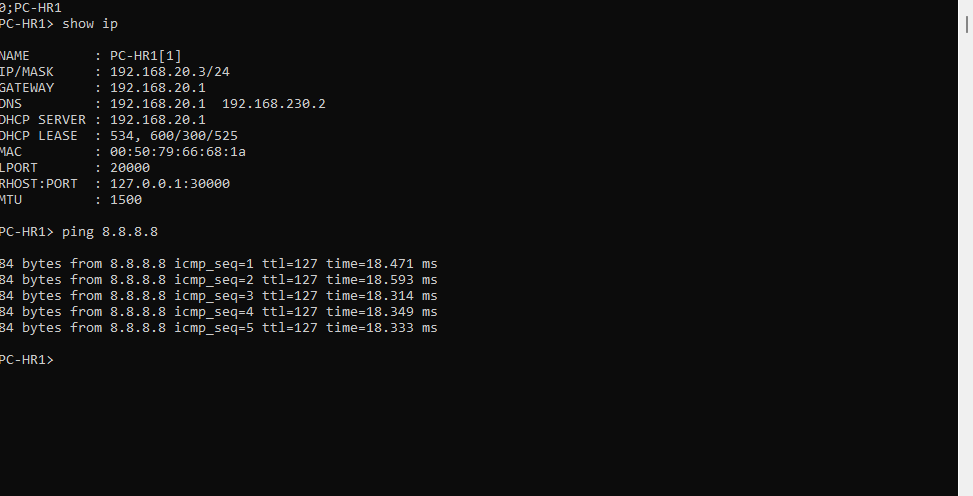 0;PC-HR1
PC-HR1> show ip
NAME        : PC-HR1[1]
IP/MASK     : 192.168.20.3/24
GATEWAY     : 192.168.20.1
DNS         : 192.168.20.1  192.168.230.2
DHCP SERVER : 192.168.20.1
DHCP LEASE  : 534, 600/300/525
MAC         : 00:50:79:66:68:1a
LPORT       : 20000
RHOST:PORT  : 127.0.0.1:30000
MTU         : 1500
PC-HR1> ping 8.8.8.8
84 bytes from 8.8.8.8 icmp_seq=1 ttl=127 time=18.471 ms
84 bytes from 8.8.8.8 icmp_seq=2 ttl=127 time=18.593 ms
84 bytes from 8.8.8.8 icmp_seq=3 ttl=127 time=18.314 ms
84 bytes from 8.8.8.8 icmp_seq=4 ttl=127 time=18.349 ms
84 bytes from 8.8.8.8 icmp_seq=5 ttl=127 time=18.333 ms
PC-HR1>